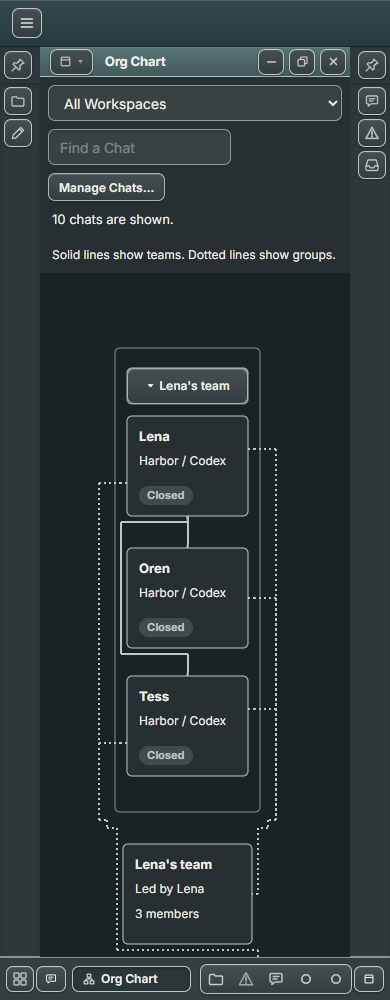 Org Chart
All Workspaces
Find a Chat
Manage Chats...
10 chats are shown.
Solid lines show teams. Dotted lines show groups.
Lena's team
Lena
Harbor / Codex
Closed
Oren
Harbor / Codex
Closed
Tess
Harbor / Codex
Closed
Lena's team
Led by Lena
3 members
Org Chart